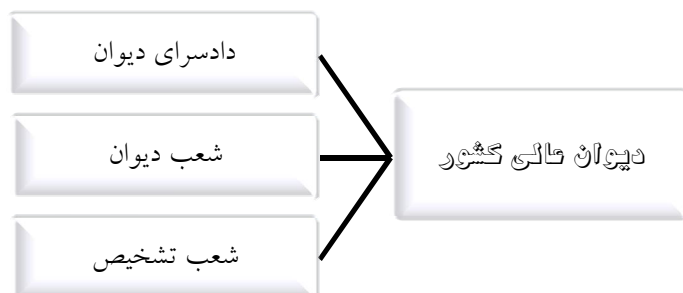 دیوان عالی کشور
دادسرای دیوان
شعب دیوان
شعب تشخیص